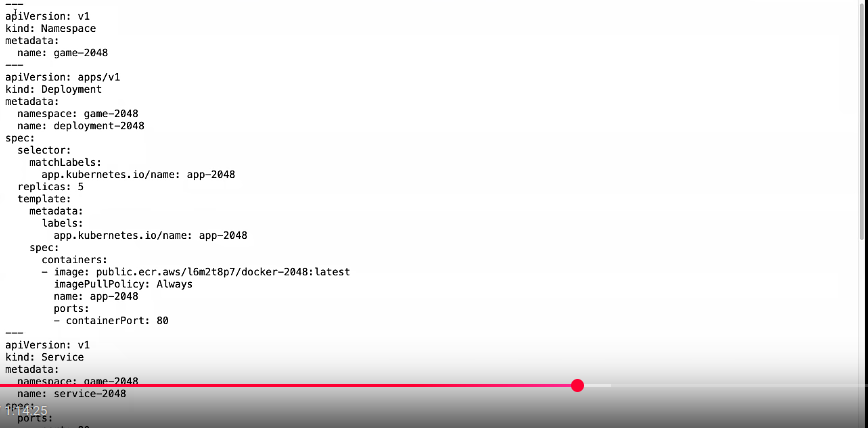 ---
apiVersion: v1
kind: Namespace
metadata:
  name: game-2048
---
apiVersion: apps/v1
kind: Deployment
metadata:
  namespace: game-2048
  name: deployment-2048
spec:
  selector:
    matchLabels:
      app.kubernetes.io/name: app-2048
  replicas: 5
  template:
    metadata:
      labels:
        app.kubernetes.io/name: app-2048
    spec:
      containers:
      - image: public.ecr.aws/l6m2t8p7/docker-2048:latest
        imagePullPolicy: Always
        name: app-2048
        ports:
        - containerPort: 80
---
apiVersion: v1
kind: Service
metadata:
  namespace: game-2048
  name: service-2048
spec:
1:14:25
  ports: